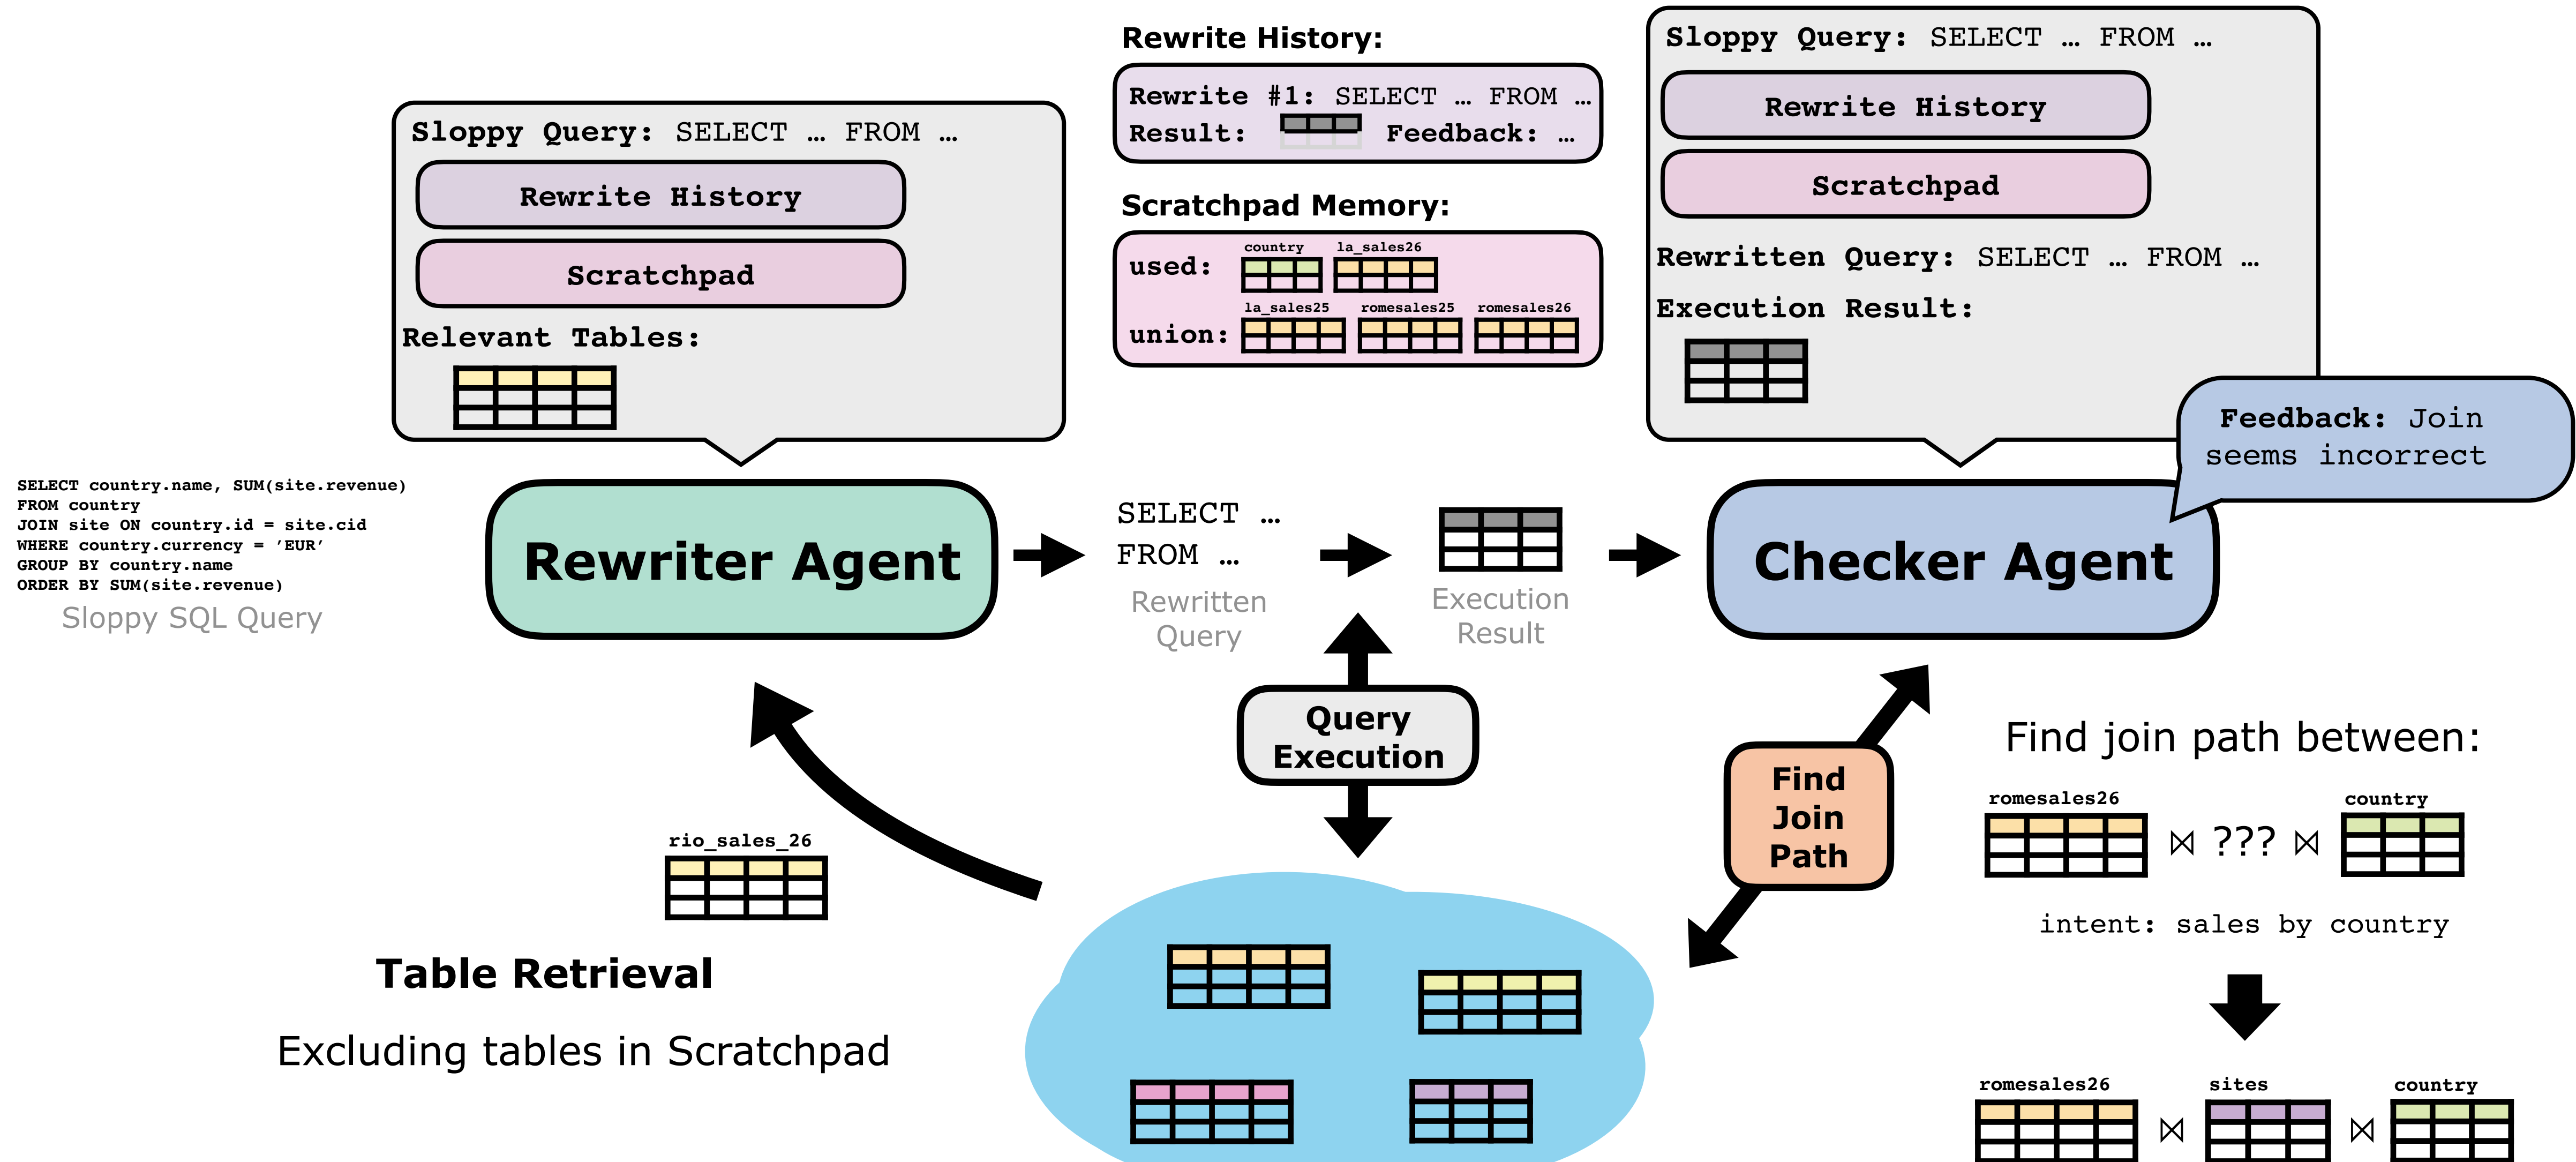 Sloppy Query: SELECT … FROM …
Rewrite History
Scratchpad
Relevant Tables:
Rewrite History:
Rewrite #1: SELECT … FROM …
Result: Feedback: …
Scratchpad Memory:
country la_sales26
used:
la_sales25 romesales25 romesales26
union:
Sloppy Query: SELECT … FROM …
Rewrite History
Scratchpad
Rewritten Query: SELECT … FROM …
Execution Result:
Feedback: Join
seems incorrect
SELECT country.name, SUM(site.revenue)
FROM country
JOIN site ON country.id = site.cid
WHERE country.currency = ’EUR’
GROUP BY country.name
ORDER BY SUM(site.revenue)
Sloppy SQL Query
Rewriter Agent
SELECT …
FROM …
Rewritten
Query
Execution
Result
Checker Agent
Query
Execution
Find
Join
Path
Find join path between:
romesales26 country
⋈ ??? ⋈
intent: sales by country
romesales26 sites country
⋈ ⋈
rio_sales_26
Table Retrieval
Excluding tables in Scratchpad